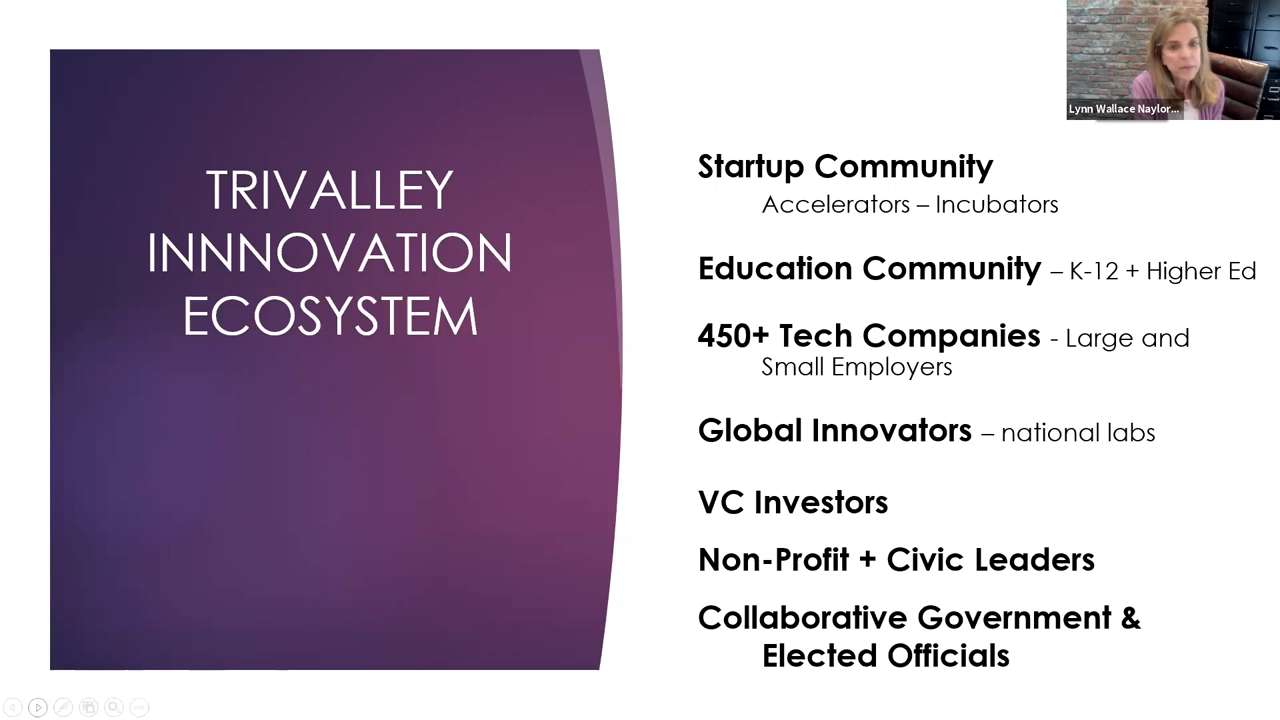 Lynn Wallace Naylor...
TRIVALLEY
INNNOVATION
ECOSYSTEM
Startup Community
Accelerators – Incubators
Education Community – K-12 + Higher Ed
450+ Tech Companies - Large and
Small Employers
Global Innovators – national labs
VC Investors
Non-Profit + Civic Leaders
Collaborative Government &
Elected Officials